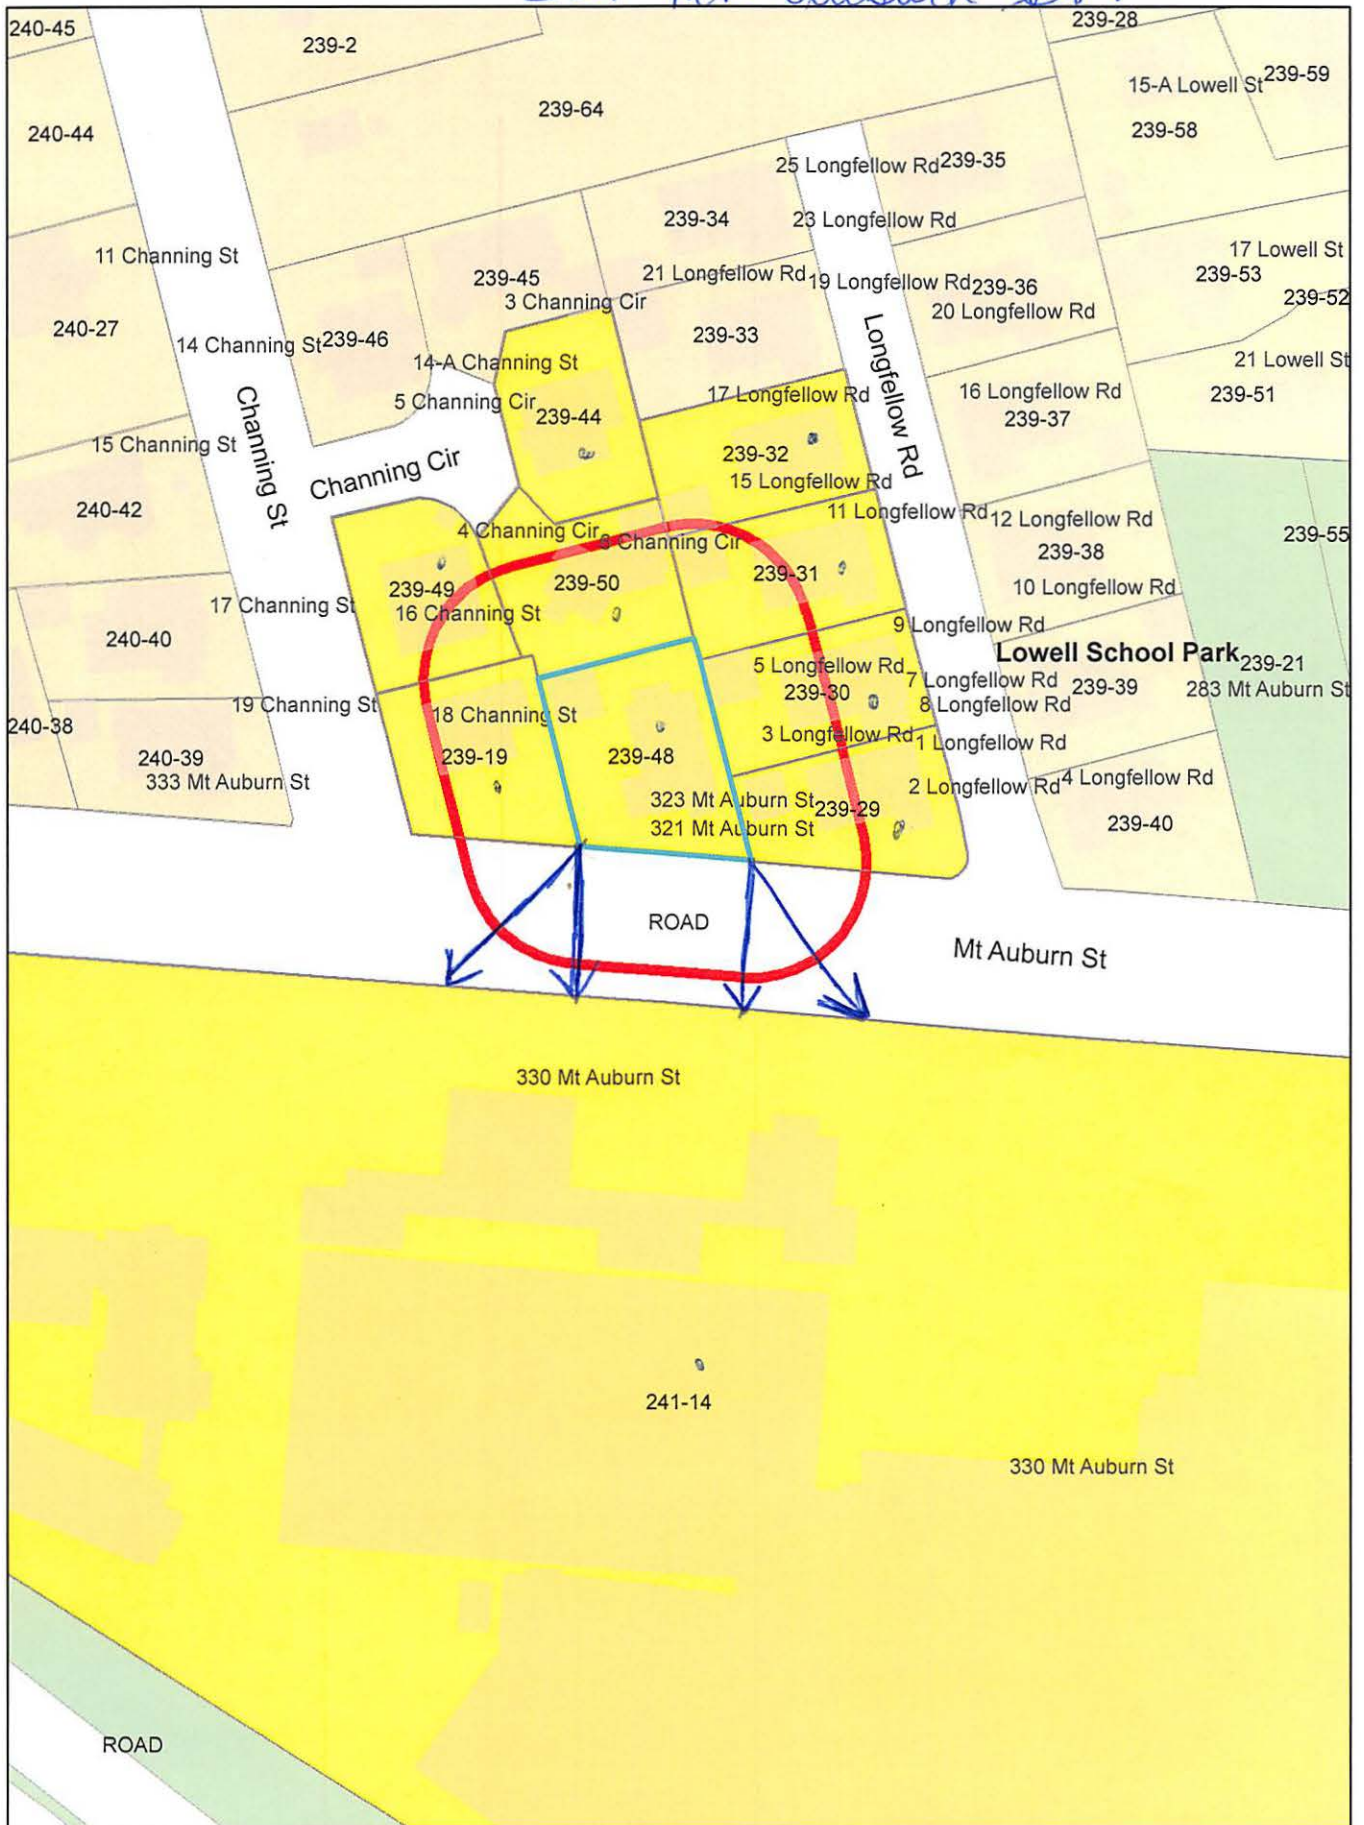 240-45
239-2
239-28
15-A Lowell St
239-59
240-44
239-64
239-58
25 Longfellow Rd
239-35
239-34
23 Longfellow Rd
11 Channing St
17 Lowell St
239-45
21 Longfellow Rd
19 Longfellow Rd
239-36
239-53
239-52
3 Channing Cir
240-27
20 Longfellow Rd
14 Channing St
239-46
239-33
Longfellow Rd
14-A Channing St
21 Lowell St
5 Channing Cir
239-44
17 Longfellow Rd
16 Longfellow Rd
239-37
239-51
15 Channing St
Channing St
Channing Cir
239-32
15 Longfellow Rd
240-42
11 Longfellow Rd
12 Longfellow Rd
4 Channing Cir
239-55
239-38
239-49
239-50
239-31
10 Longfellow Rd
17 Channing St
16 Channing St
9 Longfellow Rd
240-40
Lowell School Park
239-21
5 Longfellow Rd
7 Longfellow Rd
239-30
239-39
283 Mt Auburn St
19 Channing St
18 Channing St
8 Longfellow Rd
240-38
3 Longfellow Rd
1 Longfellow Rd
240-39
239-19
239-48
333 Mt Auburn St
2 Longfellow Rd
4 Longfellow Rd
323 Mt Auburn St
239-29
321 Mt Auburn St
239-40
ROAD
Mt Auburn St
330 Mt Auburn St
241-14
330 Mt Auburn St
ROAD